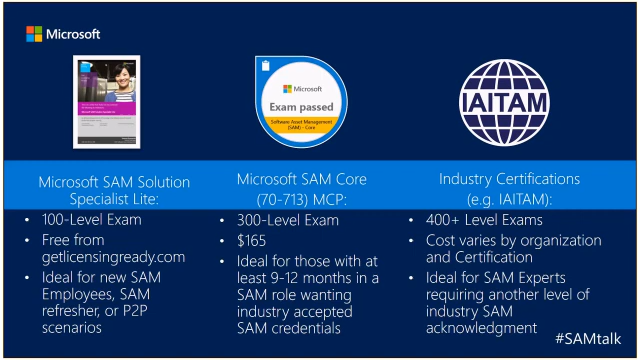 Microsoft
Microsoft
Exam passed
Software Asset Management
(SAM) - Core
IAITAM
Microsoft SAM Solution
Specialist Lite:
• 100-Level Exam
• Free from
getlicensingready.com
• Ideal for new SAM
Employees, SAM
refresher, or P2P
scenarios
Microsoft SAM Core
(70-713) MCP:
• 300-Level Exam
• $165
• Ideal for those with at
least 9-12 months in a
SAM role wanting
industry accepted
SAM credentials
Industry Certifications
(e.g. IAITAM):
• 400+ Level Exams
• Cost varies by organization
and Certification
• Ideal for SAM Experts
requiring another level of
industry SAM
acknowledgment
#SAMtalk